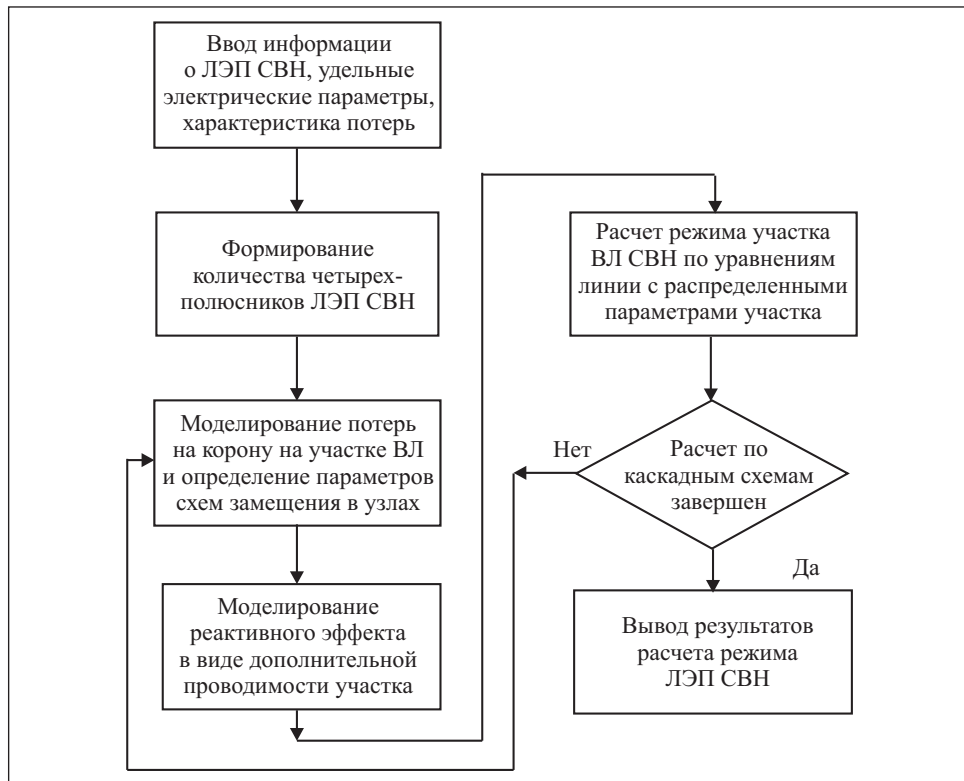 Ввод информации
о ЛЭП СВН, удельные
электрические параметры,
характеристика потерь
Формирование
количества четырех-
полюсников ЛЭП СВН
Моделирование потерь
на корону на участке ВЛ
и определение параметров
схем замещения в узлах
Моделирование
реактивного эффекта
в виде дополнительной
проводимости участка
Расчет режима участка
ВЛ СВН по уравнениям
линии с распределенными
параметрами участка
Нет
Расчет по
каскадным схемам
завершен
Да
Вывод результатов
расчета режима
ЛЭП СВН